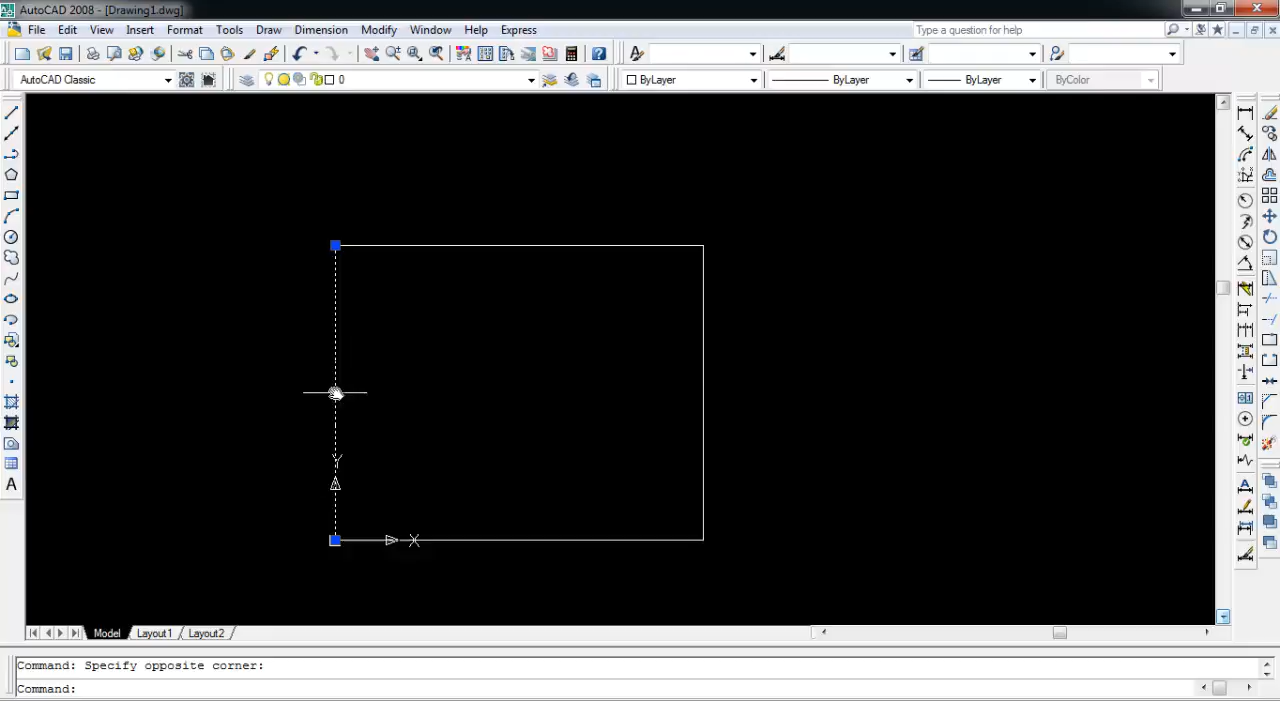 AutoCAD 2008 - [Drawing1.dwg]
File Edit View Insert Format Tools Draw Dimension Modify Window Help Express
Type a question for help
AutoCAD Classic
0
ByLayer
ByLayer
ByLayer
ByColor
Y
X
A
Model Layout1 Layout2
Command: Specify opposite corner:
Command: